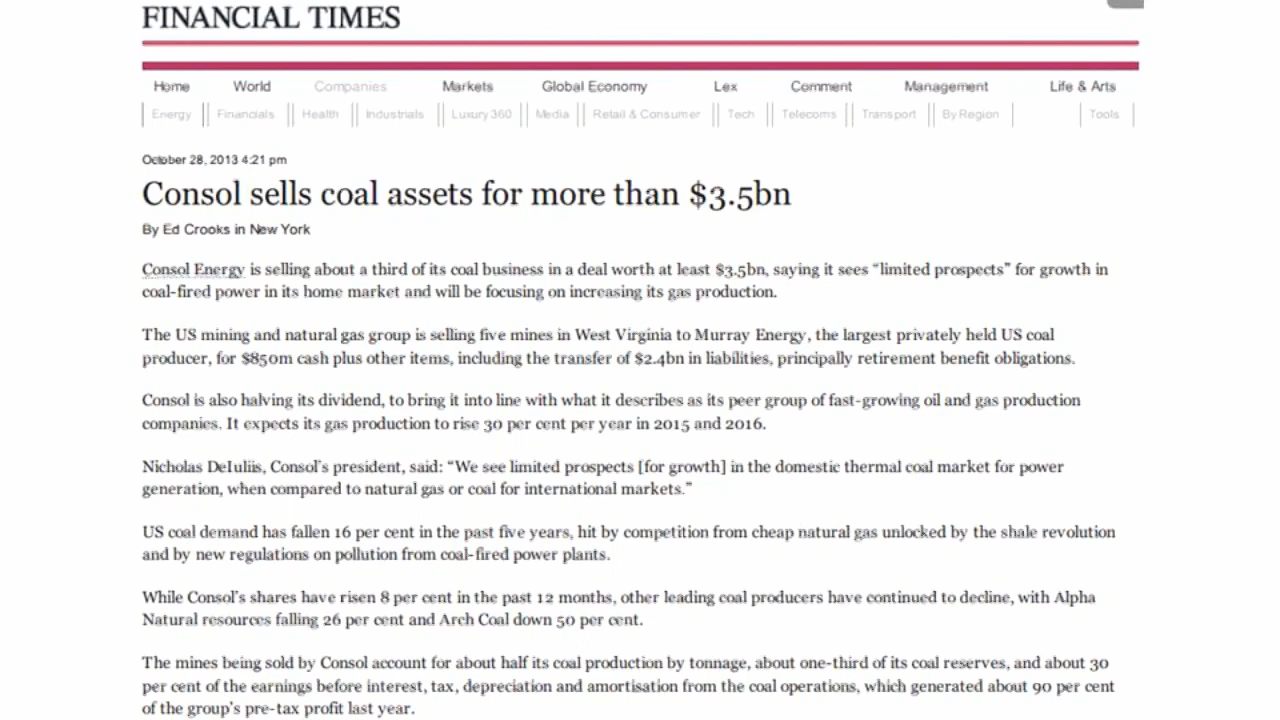 FINANCIAL TIMES
Home World Companies Markets Global Economy Lex Comment Management Life & Arts
Energy Financials Health Industrials Luxury 360 Media Retail & Consumer Tech Telecoms Transport By Region Tools
October 28, 2013 4:21 pm
Consol sells coal assets for more than $3.5bn
By Ed Crooks in New York
Consol Energy is selling about a third of its coal business in a deal worth at least $3.5bn, saying it sees “limited prospects” for growth in
coal-fired power in its home market and will be focusing on increasing its gas production.
The US mining and natural gas group is selling five mines in West Virginia to Murray Energy, the largest privately held US coal
producer, for $850m cash plus other items, including the transfer of $2.4bn in liabilities, principally retirement benefit obligations.
Consol is also halving its dividend, to bring it into line with what it describes as its peer group of fast-growing oil and gas production
companies. It expects its gas production to rise 30 per cent per year in 2015 and 2016.
Nicholas DeIuliis, Consol’s president, said: “We see limited prospects [for growth] in the domestic thermal coal market for power
generation, when compared to natural gas or coal for international markets.”
US coal demand has fallen 16 per cent in the past five years, hit by competition from cheap natural gas unlocked by the shale revolution
and by new regulations on pollution from coal-fired power plants.
While Consol’s shares have risen 8 per cent in the past 12 months, other leading coal producers have continued to decline, with Alpha
Natural resources falling 26 per cent and Arch Coal down 50 per cent.
The mines being sold by Consol account for about half its coal production by tonnage, about one-third of its coal reserves, and about 30
per cent of the earnings before interest, tax, depreciation and amortisation from the coal operations, which generated about 90 per cent
of the group’s pre-tax profit last year.